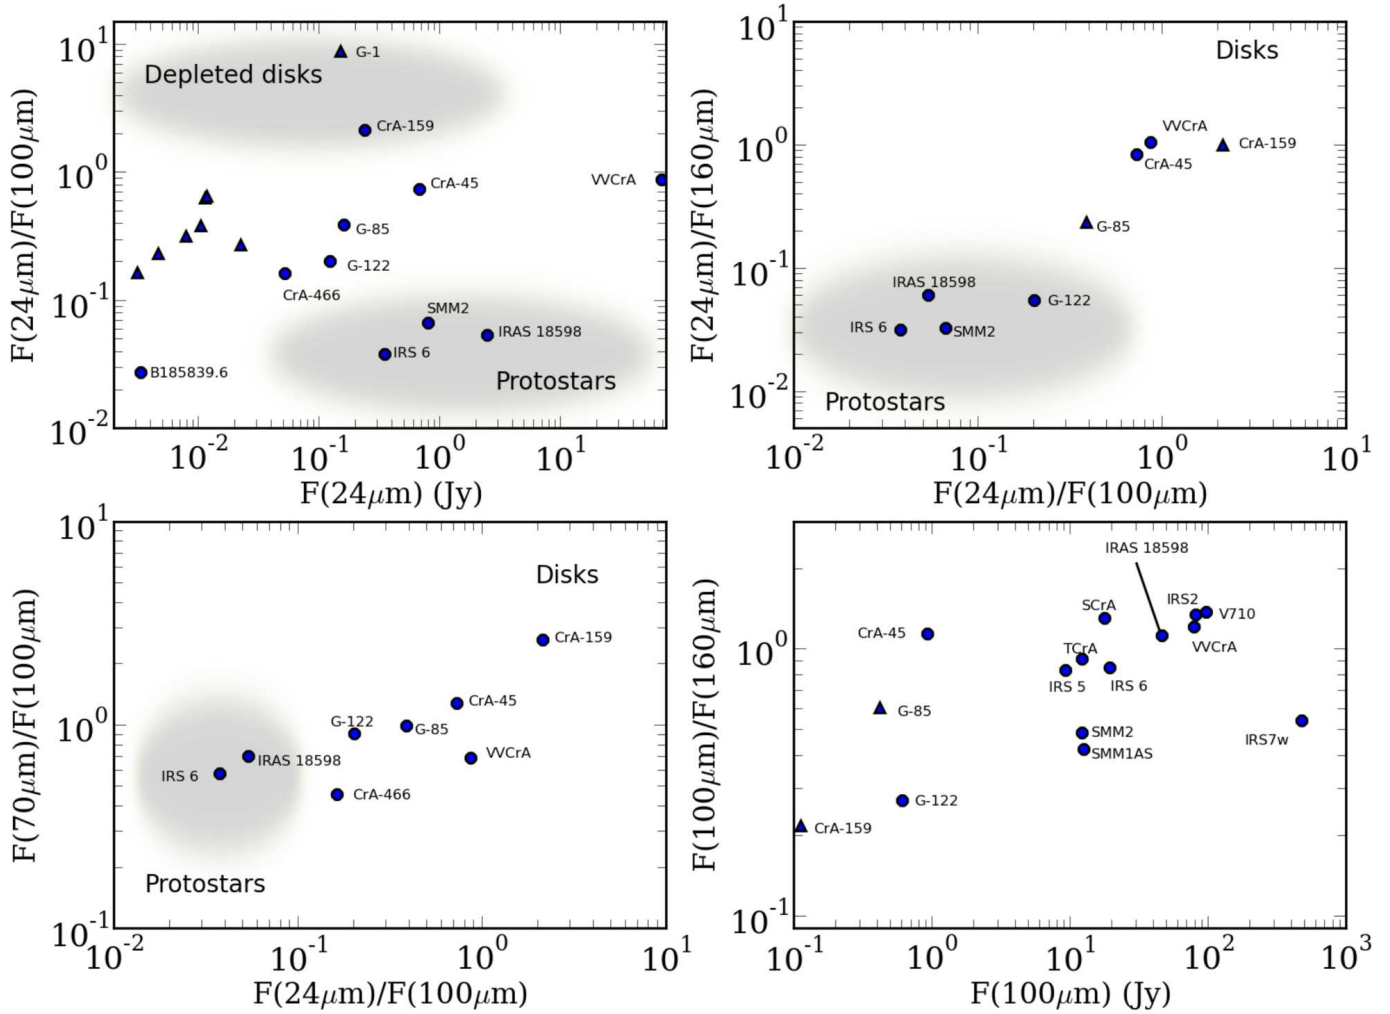 10^1
10^0
10^-1
10^-2
F(24μm)/F(100μm)
Depleted disks
G-1
CrA-159
CrA-45
VVCrA
G-85
G-122
CrA-466
SMM2
IRAS 18598
IRS 6
Protostars
B185839.6
10^-2
10^-1
10^0
10^1
F(24μm) (Jy)
10^1
10^0
10^-1
10^-2
F(24μm)/F(160μm)
Disks
VVCrA
CrA-159
CrA-45
G-85
IRAS 18598
G-122
IRS 6
SMM2
Protostars
10^-2
10^-1
10^0
10^1
F(24μm)/F(100μm)
10^1
10^0
10^-1
F(70μm)/F(100μm)
Disks
CrA-159
CrA-45
G-122
G-85
VVCrA
IRAS 18598
IRS 6
CrA-466
Protostars
10^-2
10^-1
10^0
10^1
F(24μm)/F(100μm)
10^0
10^-1
F(100μm)/F(160μm)
IRAS 18598
SCrA
IRS2
V710
CrA-45
TCrA
VVCrA
IRS 5
IRS 6
G-85
SMM2
IRS7w
SMM1AS
G-122
CrA-159
10^-1
10^0
10^1
10^2
10^3
F(100μm) (Jy)